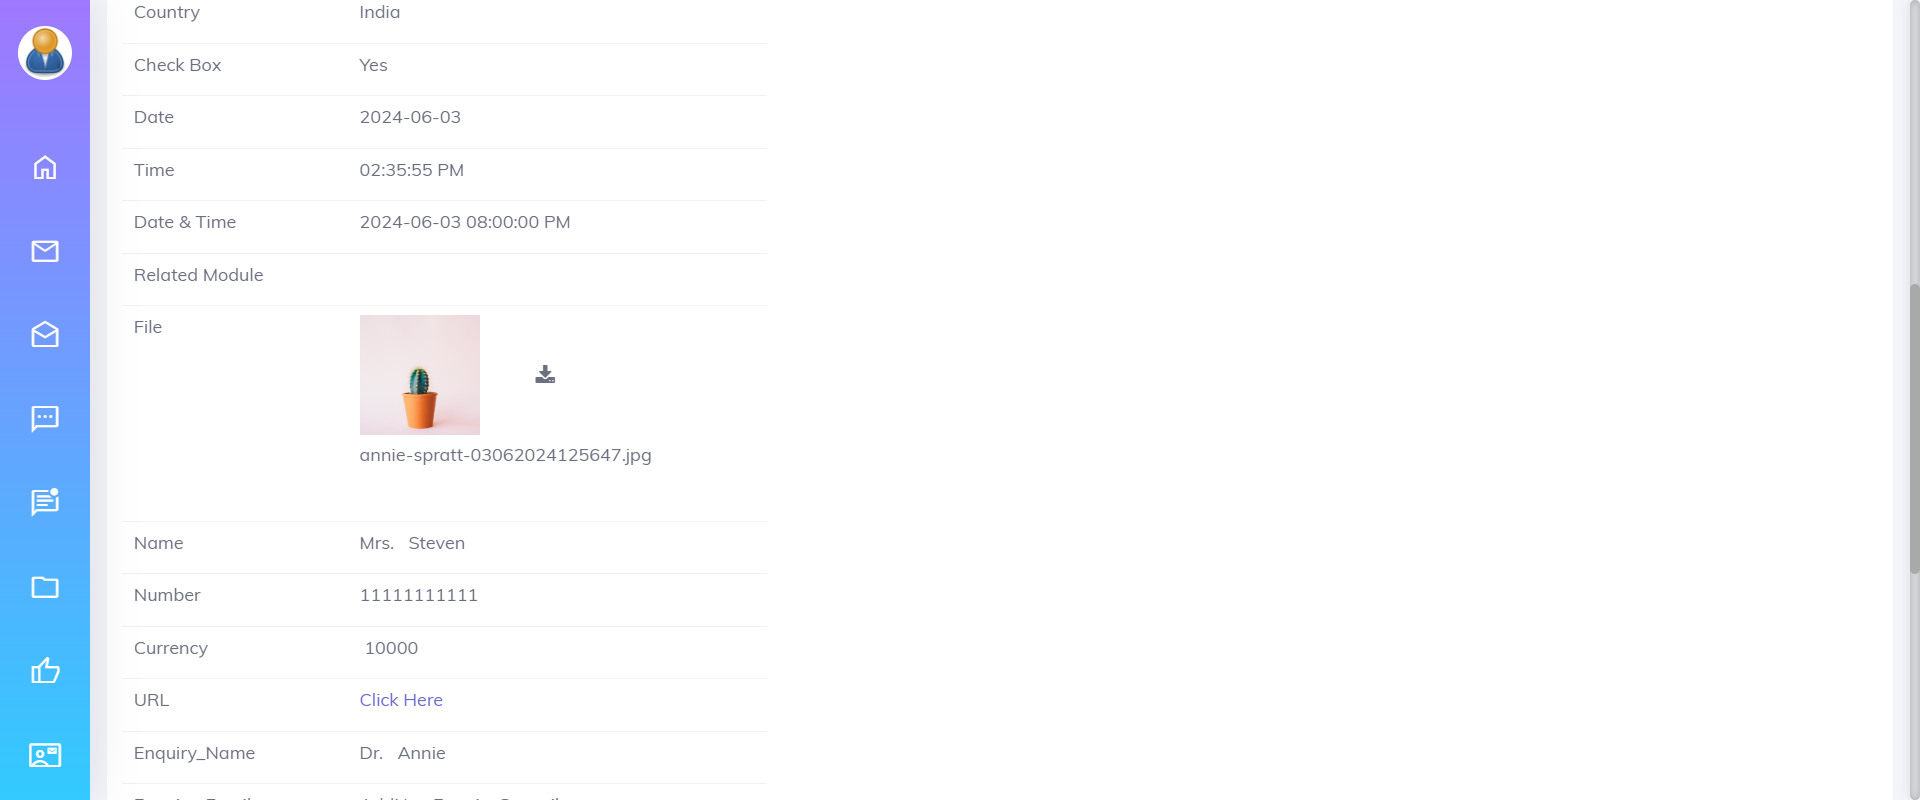 Country India
Check Box Yes
Date 2024-06-03
Time 02:35:55 PM
Date & Time 2024-06-03 08:00:00 PM
Related Module
File
annie-spratt-03062024125647.jpg
Name Mrs. Steven
Number 11111111111
Currency 10000
URL Click Here
Enquiry_Name Dr. Annie